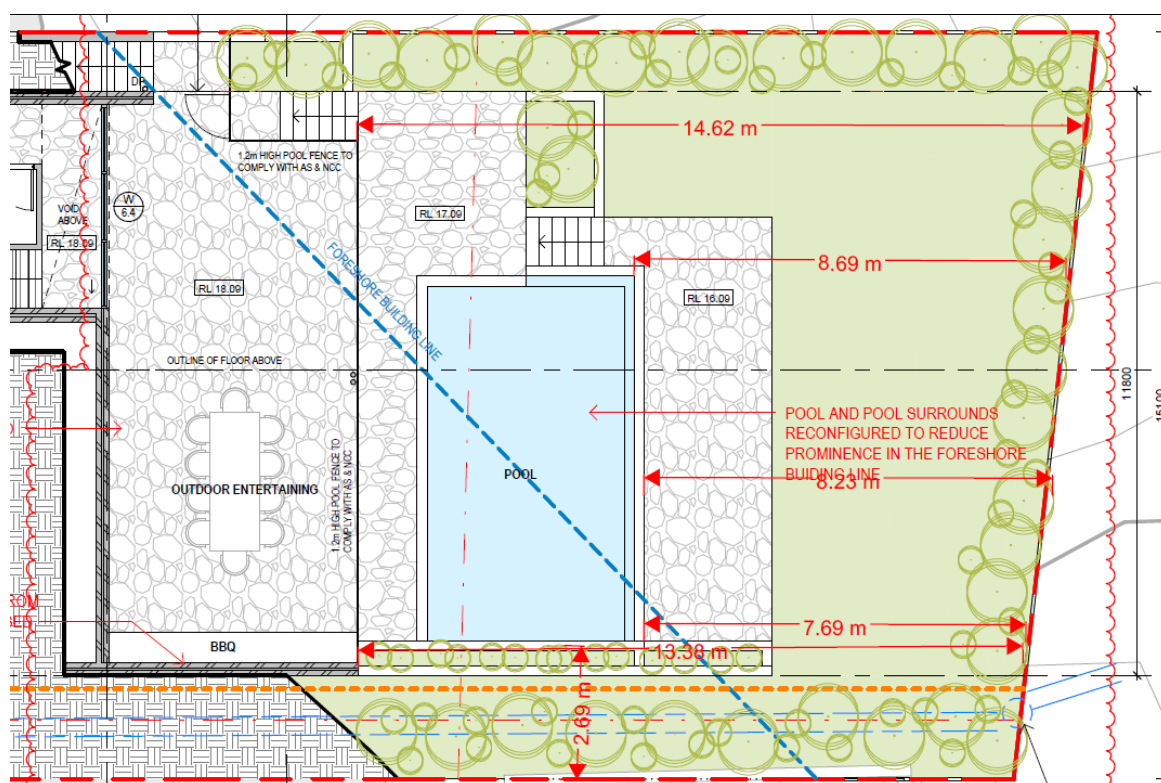 DP
14.62 m
1.2m HIGH POOL FENCE TO
COMPLY WITH AS & NCC
W
6.4
VOID
ABOVE
RL 17.09
RL 18.09
FORESHORE BUILDING LINE
8.69 m
RL 18.09
RL 16.09
OUTLINE OF FLOOR ABOVE
11800
15100
POOL AND POOL SURROUNDS
RECONFIGURED TO REDUCE
PROMINENCE IN THE FORESHORE
BUIDING LINE
8.23 m
POOL
OUTDOOR ENTERTAINING
1.2m HIGH POOL FENCE TO
COMPLY WITH AS & NCC
7.69 m
BBQ
13.38 m
2.69 m